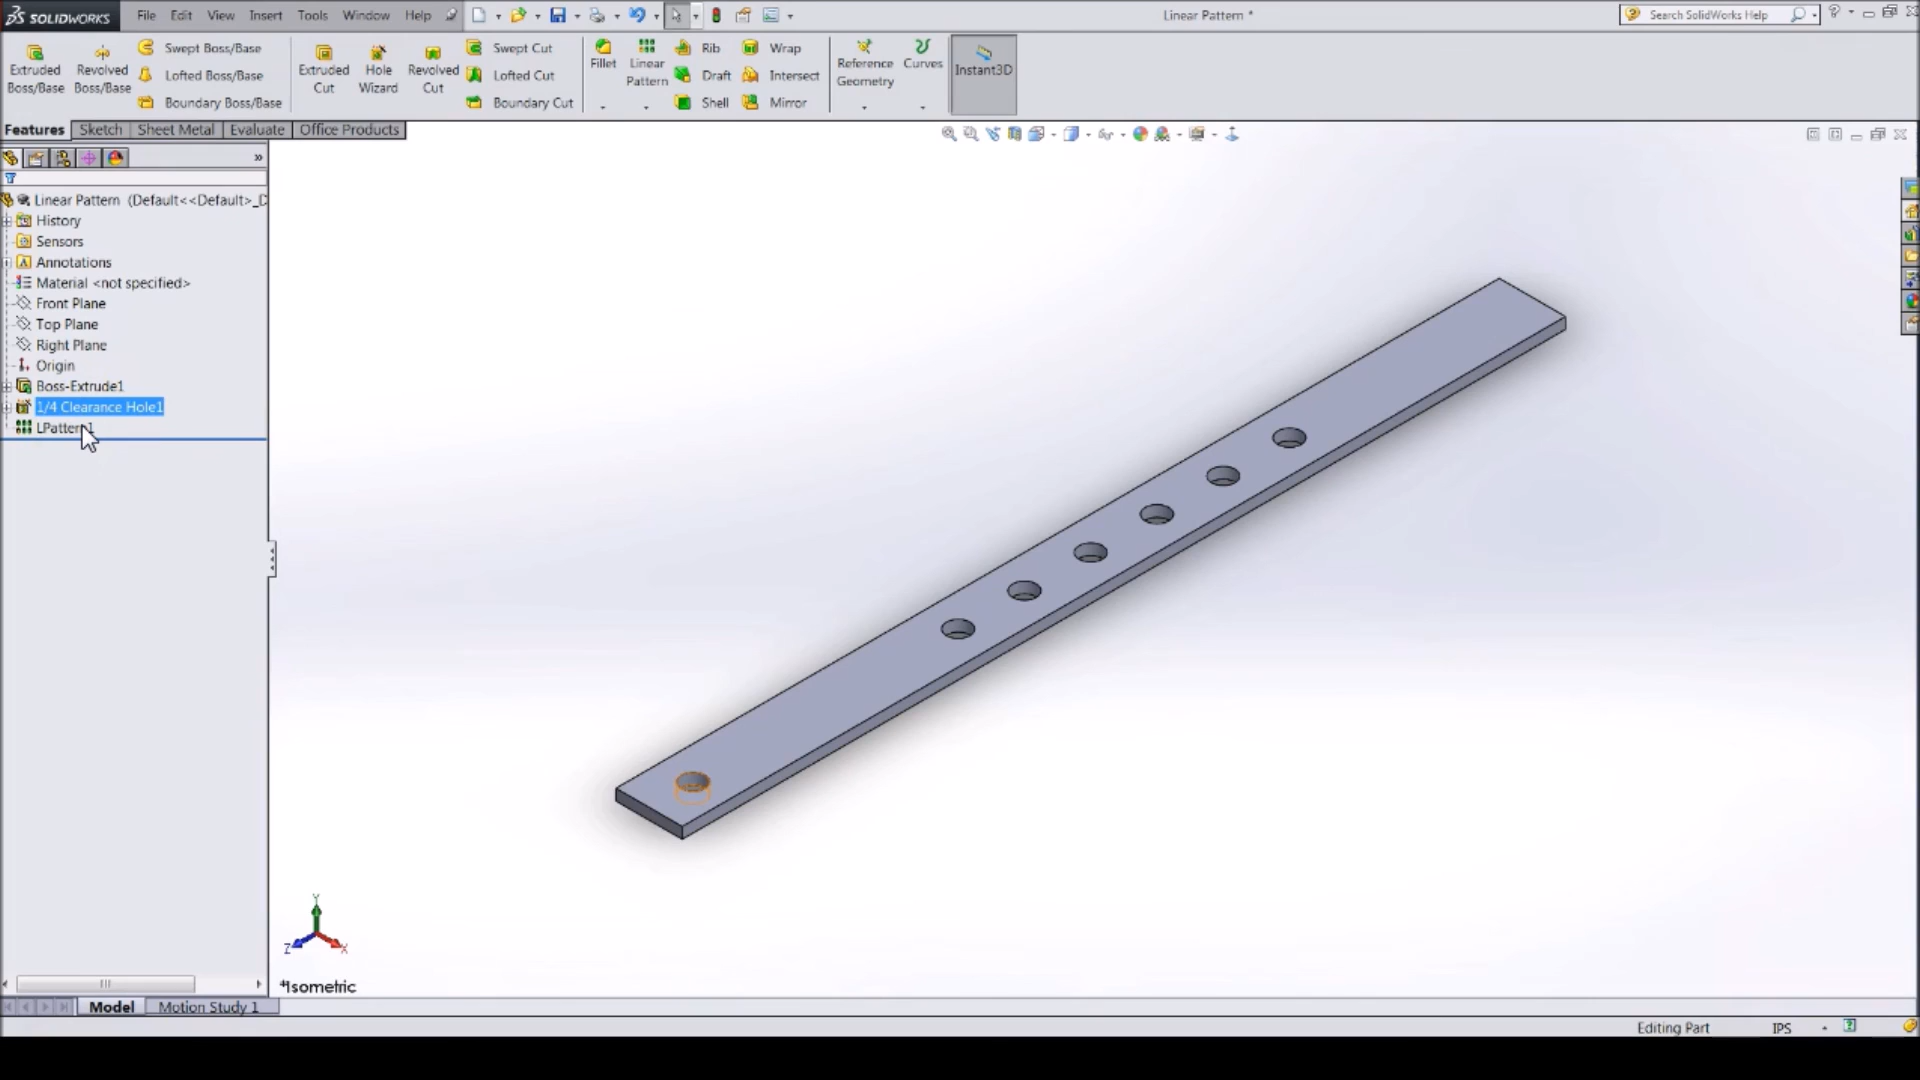 SOLIDWORKS File Edit View Insert Tools Window Help Linear Pattern * Search SolidWorks Help
Extruded Boss/Base
Revolved Boss/Base
Swept Boss/Base
Lofted Boss/Base
Boundary Boss/Base
Extruded Cut
Hole Wizard
Revolved Cut
Swept Cut
Lofted Cut
Boundary Cut
Fillet
Linear Pattern
Rib
Draft
Shell
Wrap
Intersect
Mirror
Reference Geometry
Curves
Instant3D
Features Sketch Sheet Metal Evaluate Office Products
Linear Pattern (Default<<Default>_D
History
Sensors
Annotations
Material <not specified>
Front Plane
Top Plane
Right Plane
Origin
Boss-Extrude1
1/4 Clearance Hole1
LPattern1
Y
Z X
*Isometric
Model Motion Study 1
Editing Part IPS